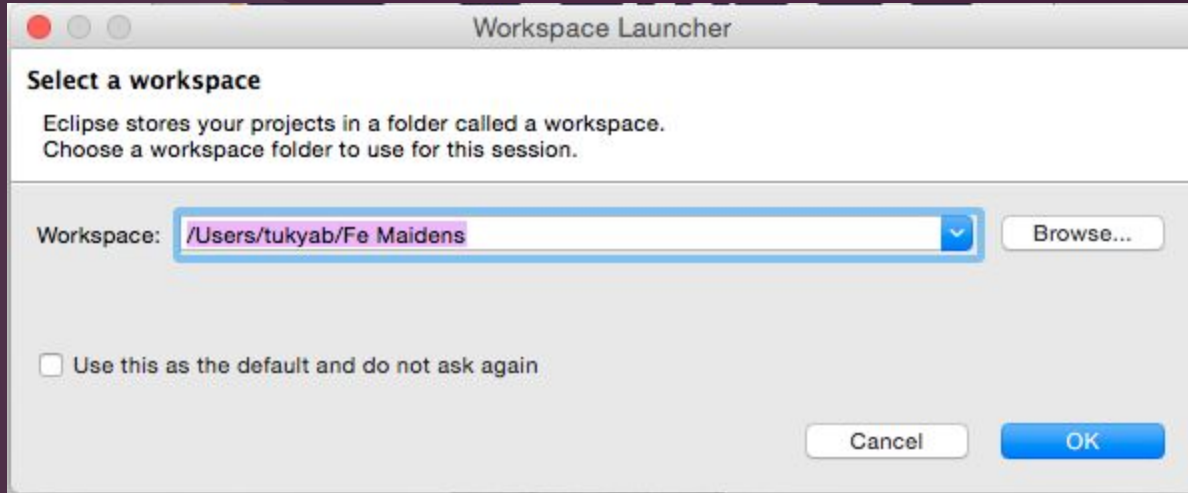 Workspace Launcher
Select a workspace
Eclipse stores your projects in a folder called a workspace.
Choose a workspace folder to use for this session.
Workspace: /Users/tukyab/Fe Maidens Browse...
Use this as the default and do not ask again
Cancel OK